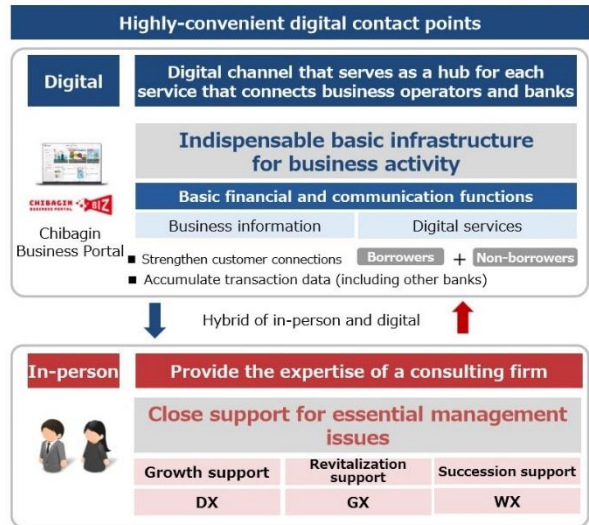 Highly-convenient digital contact points
Digital
Digital channel that serves as a hub for each
service that connects business operators and banks
Indispensable basic infrastructure
for business activity
CHIBAGIN BIZ
BUSINESS PORTAL
Chibagin
Business Portal
Basic financial and communication functions
Business information
Digital services
■ Strengthen customer connections Borrowers + Non-borrowers
■ Accumulate transaction data (including other banks)
Hybrid of in-person and digital
In-person
Provide the expertise of a consulting firm
Close support for essential management
issues
Growth support
Revitalization
support
Succession support
DX
GX
WX